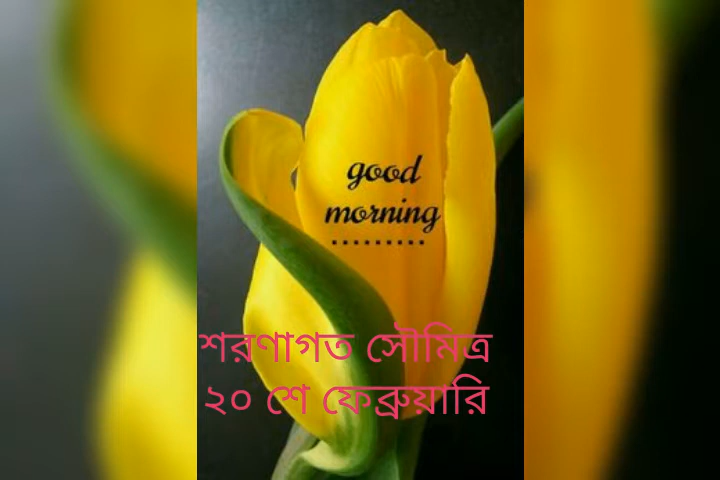 good
morning
.........
শরণাগত সৌমিত্র
২০ শে ফেব্রুয়ারি